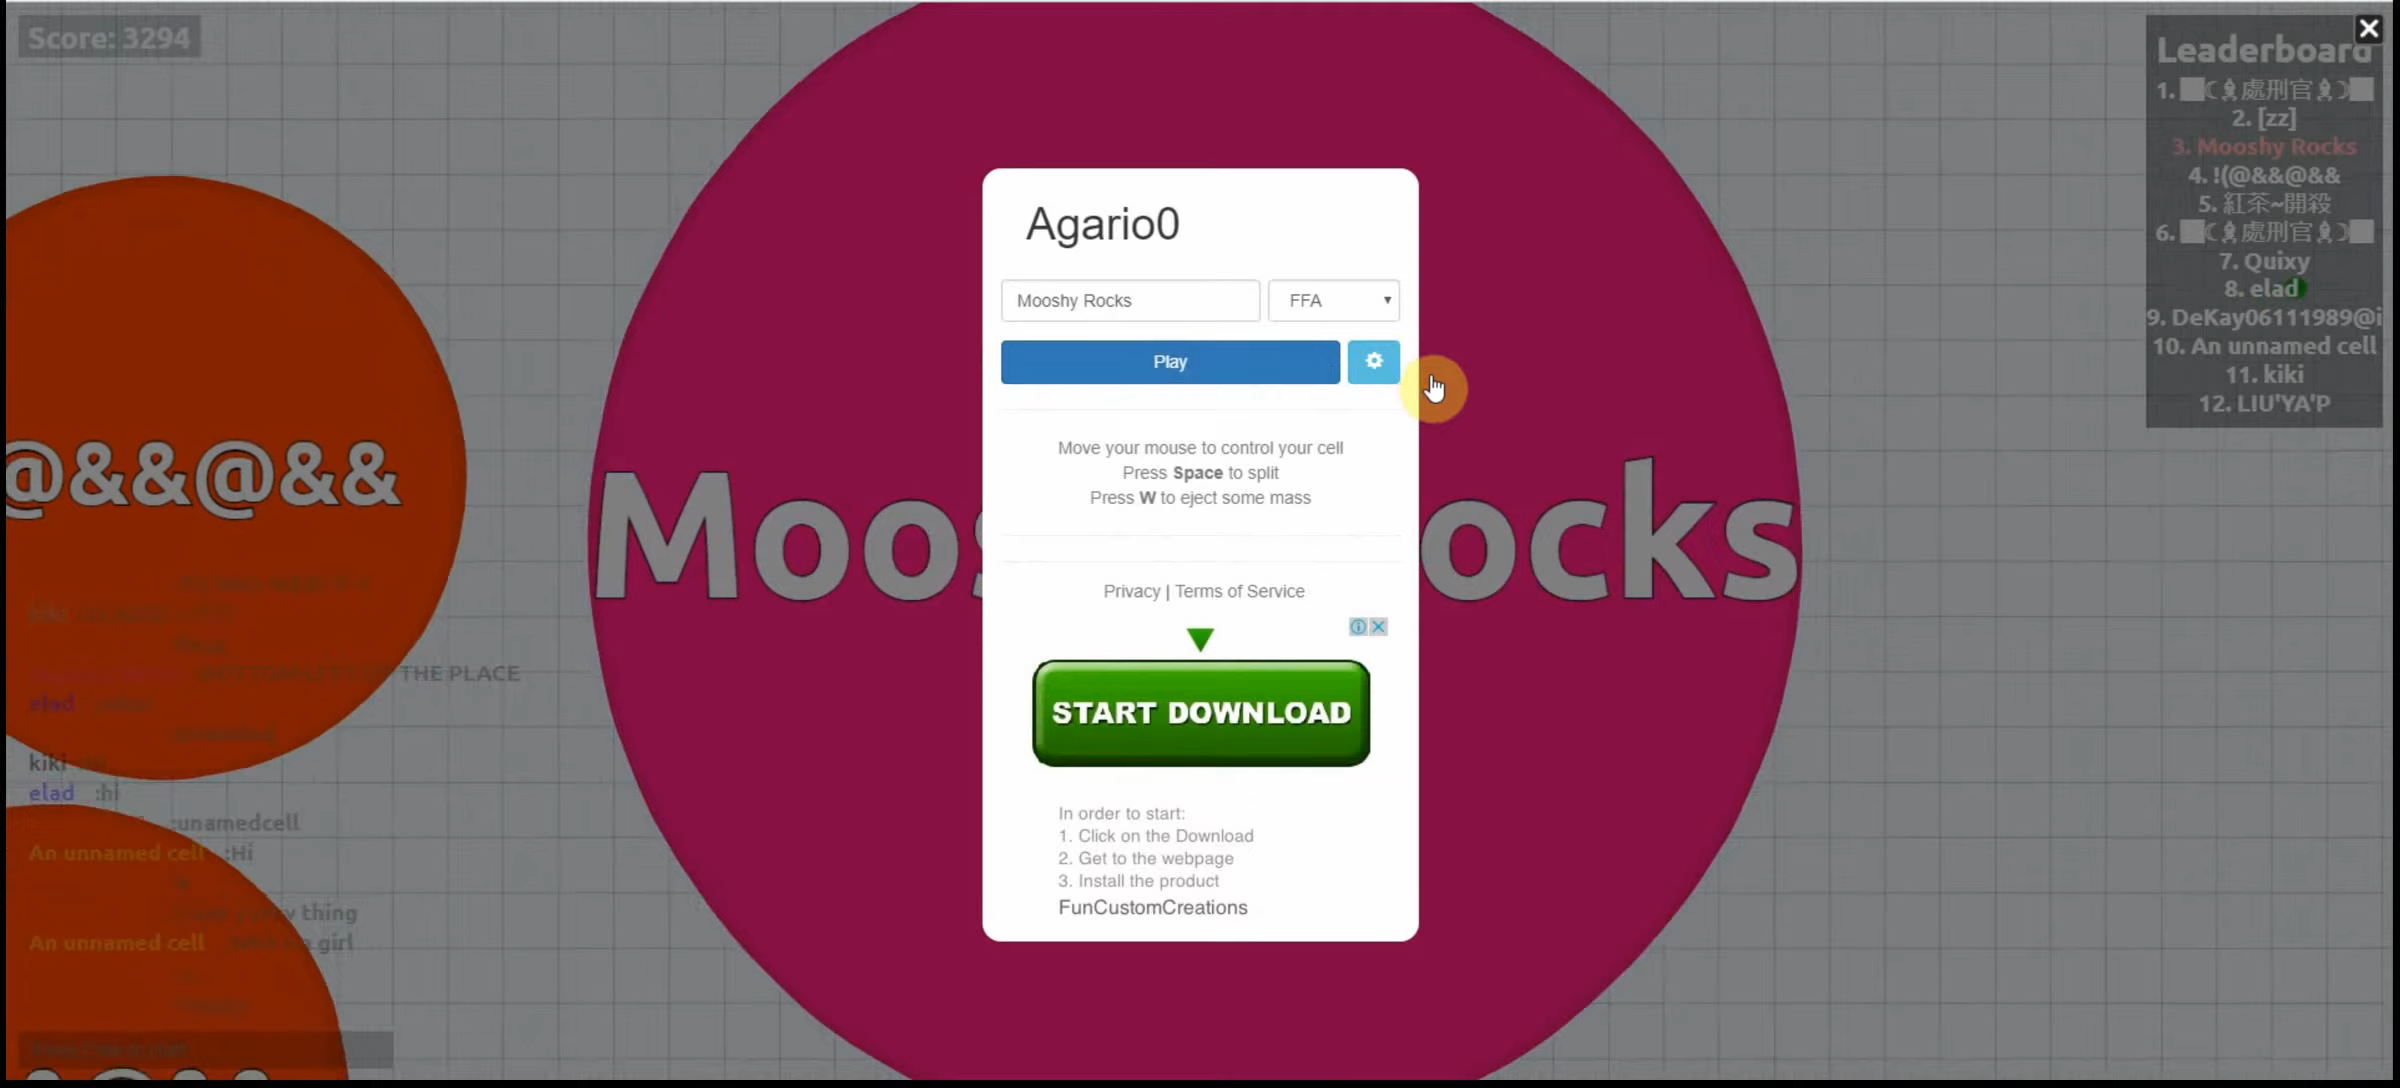 Score: 3294
Leaderboard
1. 處刑官
2. [zz]
3. Mooshy Rocks
4. !(@&&@&&
5. 紅茶~開殺
6. 處刑官
7. Quixy
8. elad
9. DeKay06111989@i
10. An unnamed cell
11. kiki
12. LIU'YA'P
Agario0
Mooshy Rocks
FFA
Play
Move your mouse to control your cell
Press Space to split
Press W to eject some mass
Privacy | Terms of Service
START DOWNLOAD
In order to start:
1. Click on the Download
2. Get to the webpage
3. Install the product
FunCustomCreations
@&&@&&
Moos ocks
THE PLACE
elad
kiki
elad :hi
:unamedcell
An unnamed cell :Hi
thing
An unnamed cell girl